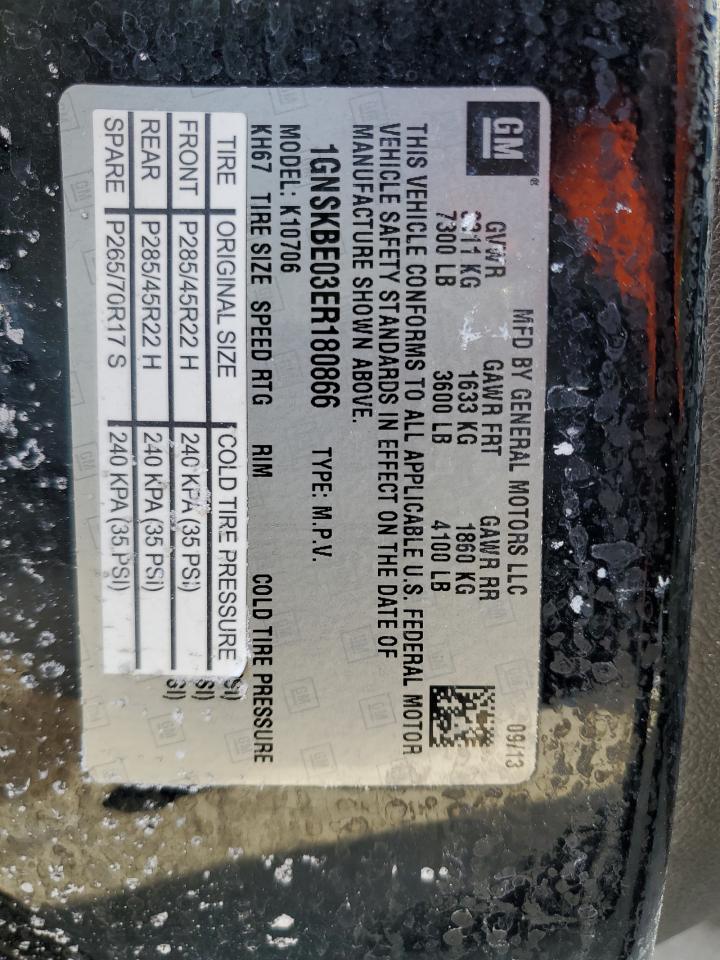 GM
MFD BY GENERAL MOTORS LLC 09/13
GVWR GAWR FRT GAWR RR
3311 KG 1633 KG 1860 KG
7300 LB 3600 LB 4100 LB
THIS VEHICLE CONFORMS TO ALL APPLICABLE U.S. FEDERAL MOTOR
VEHICLE SAFETY STANDARDS IN EFFECT ON THE DATE OF
MANUFACTURE SHOWN ABOVE.
1GNSKBE03ER180866 TYPE: M.P.V.
MODEL: K10706
KH67 TIRE SIZE SPEED RTG RIM COLD TIRE PRESSURE
TIRE ORIGINAL SIZE COLD TIRE PRESSURE SI)
FRONT P285/45R22 H 240 KPA (35 PSI) SI)
REAR P285/45R22 H 240 KPA (35 PSI) SI)
SPARE P265/70R17 S 240 KPA (35 PSI)